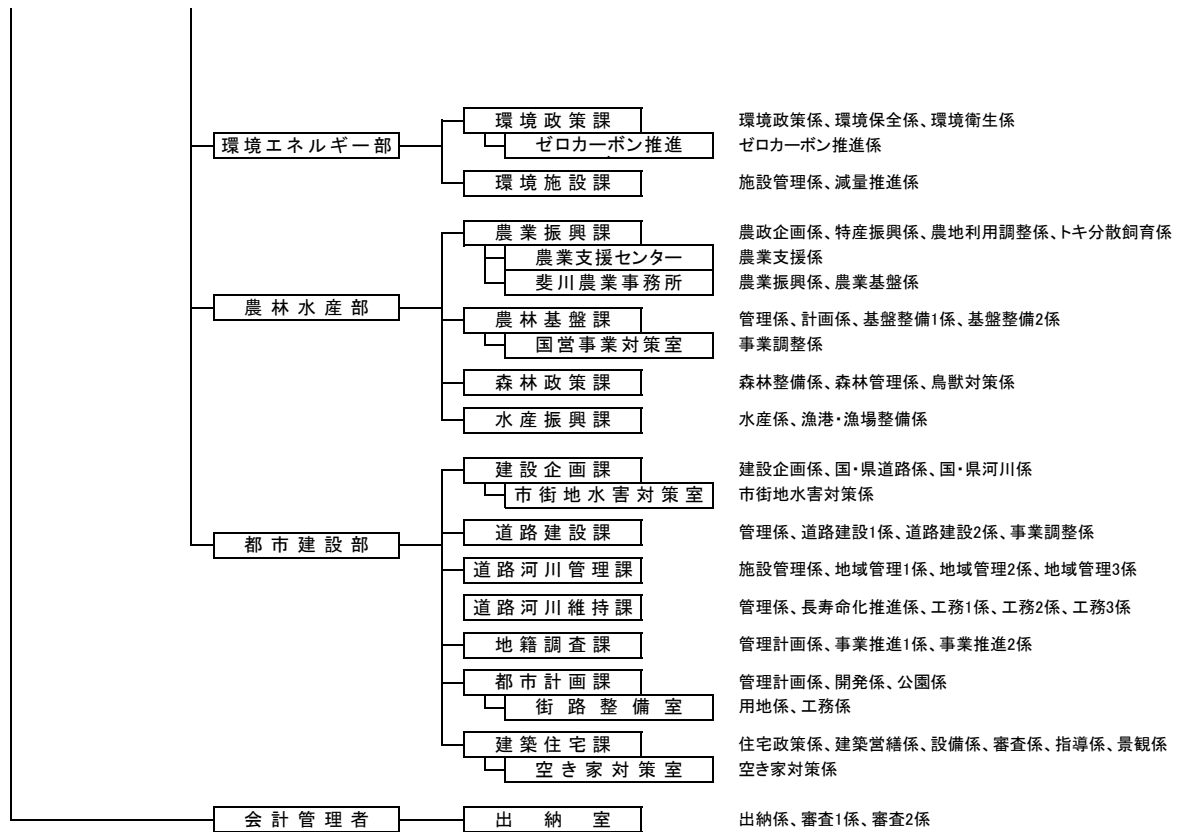 環境政策課 環境政策係、環境保全係、環境衛生係
環境エネルギー部 ゼロカーボン推進 ゼロカーボン推進係
環境施設課 施設管理係、減量推進係
農業振興課 農政企画係、特産振興係、農地利用調整係、トキ分散飼育係
農業支援センター 農業支援係
斐川農業事務所 農業振興係、農業基盤係
農林水産部
農林基盤課 管理係、計画係、基盤整備1係、基盤整備2係
国営事業対策室 事業調整係
森林政策課 森林整備係、森林管理係、鳥獣対策係
水産振興課 水産係、漁港・漁場整備係
建設企画課 建設企画係、国・県道路係、国・県河川係
市街地水害対策室 市街地水害対策係
道路建設課 管理係、道路建設1係、道路建設2係、事業調整係
都市建設部
道路河川管理課 施設管理係、地域管理1係、地域管理2係、地域管理3係
道路河川維持課 管理係、長寿命化推進係、工務1係、工務2係、工務3係
地籍調査課 管理計画係、事業推進1係、事業推進2係
都市計画課 管理計画係、開発係、公園係
街路整備室 用地係、工務係
建築住宅課 住宅政策係、建築営繕係、設備係、審査係、指導係、景観係
空き家対策室 空き家対策係
会計管理者 出納室 出納係、審査1係、審査2係